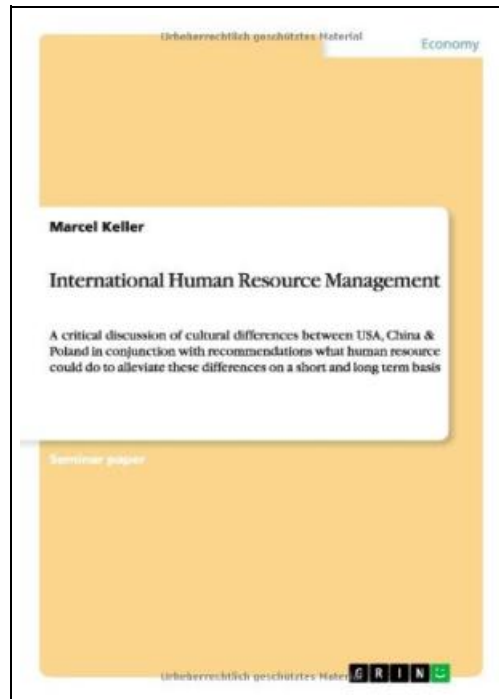 Urheberrechtlich geschütztes Material
Economy
Marcel Keller
International Human Resource Management
A critical discussion of cultural differences between USA, China &
Poland in conjunction with recommendations what human resource
could do to alleviate these differences on a short and long term basis
Seminar paper
Urheberrechtlich geschütztes Mater
GRIN